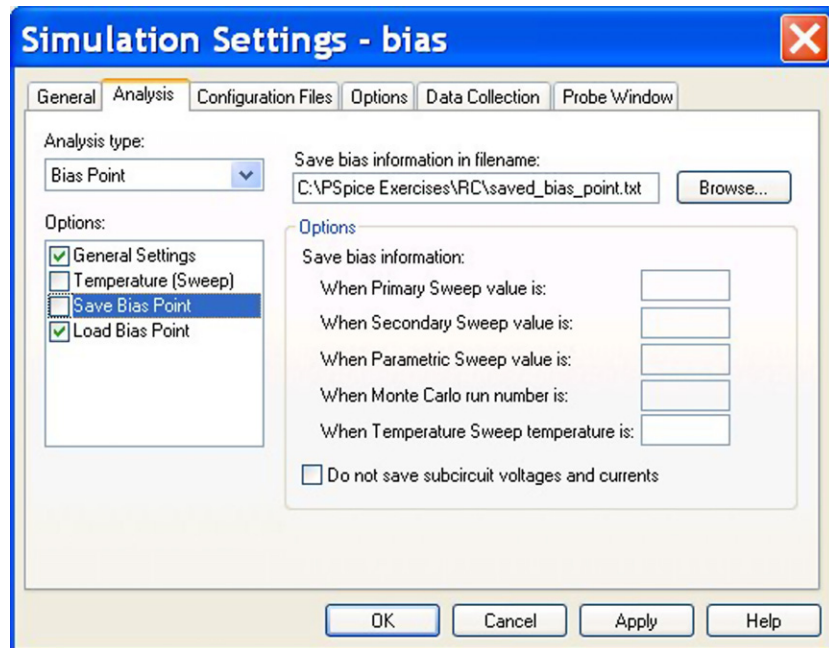 Simulation Settings - bias
General Analysis Configuration Files Options Data Collection Probe Window
Analysis type:
Bias Point
Options:
General Settings
Temperature (Sweep)
Save Bias Point
Load Bias Point
Save bias information in filename:
C:\PSpice Exercises\RC\saved_bias_point.txt Browse...
Options
Save bias information:
When Primary Sweep value is:
When Secondary Sweep value is:
When Parametric Sweep value is:
When Monte Carlo run number is:
When Temperature Sweep temperature is:
Do not save subcircuit voltages and currents
OK Cancel Apply Help